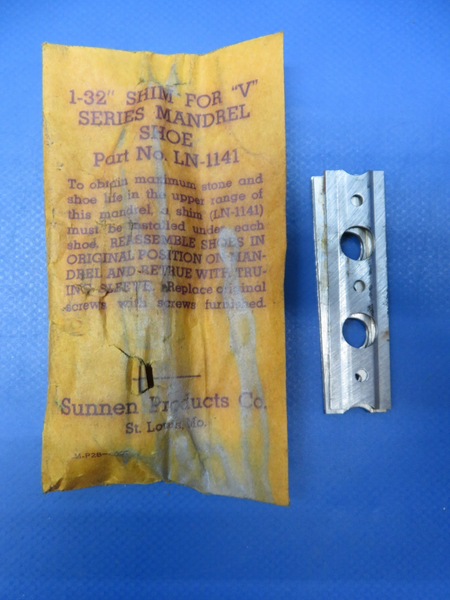 1-32" SHIM FOR "V"
SERIES MANDREL
SHOE
Part No. LN-1141
To obtain maximum stone and
shoe life in the upper range of
this mandrel, a shim (LN-1141)
must be installed under each
shoe. REASSEMBLE SHOES IN
ORIGINAL POSITION ON MAN-
DREL AND RETRUE WITH TRU-
ING SLEEVE. Replace original
screws with screws furnished.
Sunnen Products Co.
St. Louis, Mo.